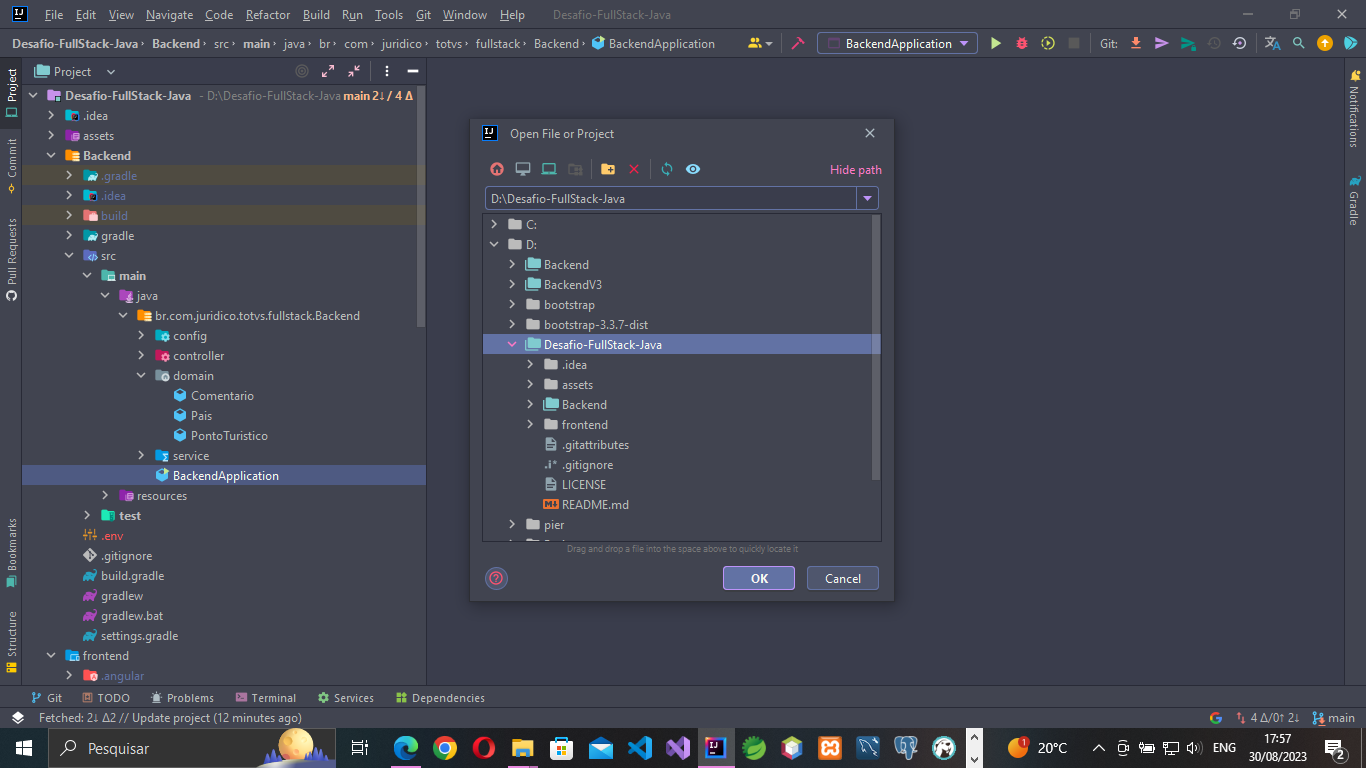 File Edit View Navigate Code Refactor Build Run Tools Git Window Help Desafio-FullStack-Java
Desafio-FullStack-Java Backend src main java br com juridico totvs fullstack Backend BackendApplication BackendApplication Git:
Project
Desafio-FullStack-Java - D:\Desafio-FullStack-Java main 2↓ / 4 Δ
.idea
assets
Backend
.gradle
.idea
build
gradle
src
main
java
br.com.juridico.totvs.fullstack.Backend
config
controller
domain
Comentario
Pais
PontoTuristico
service
BackendApplication
resources
test
.env
.gitignore
build.gradle
gradlew
gradlew.bat
settings.gradle
frontend
.angular
Project
Commit
Pull Requests
Bookmarks
Structure
Open File or Project
Hide path
D:\Desafio-FullStack-Java
C:
D:
Backend
BackendV3
bootstrap
bootstrap-3.3.7-dist
Desafio-FullStack-Java
.idea
assets
Backend
frontend
.gitattributes
.gitignore
LICENSE
README.md
pier
Drag and drop a file into the space above to quickly locate it
OK Cancel
Notifications
Gradle
Git TODO Problems Terminal Services Dependencies
Fetched: 2↓ Δ2 // Update project (12 minutes ago) 4 Δ/0↑ 2↓ main
Pesquisar 1 20°C ENG 17:57
30/08/2023 2